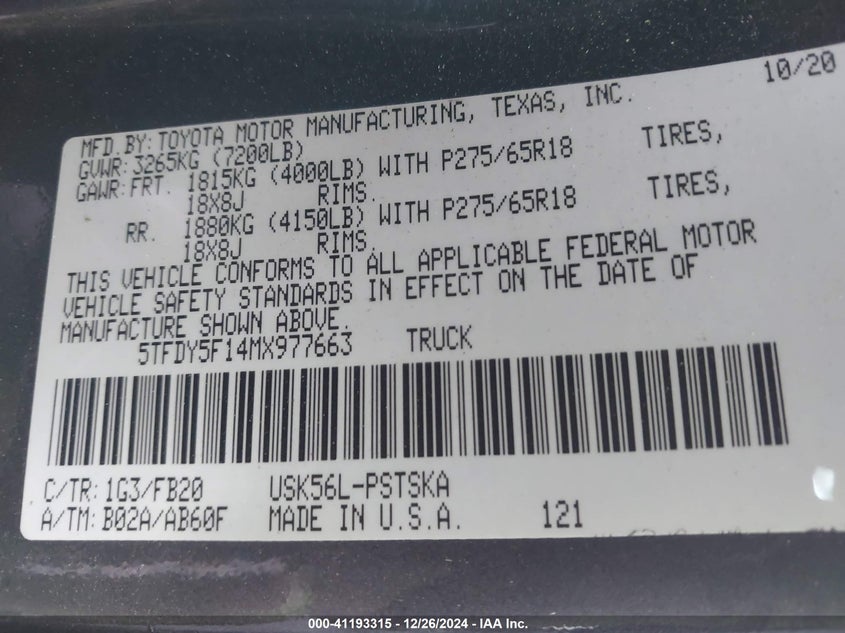 10/20
MFD.BY:TOYOTA MOTOR MANUFACTURING, TEXAS, INC.
GVWR:3265KG (7200LB)
GAWR:FRT. 1815KG (4000LB) WITH P275/65R18 TIRES,
18X8J RIMS.
RR. 1880KG (4150LB) WITH P275/65R18 TIRES,
18X8J RIMS.
THIS VEHICLE CONFORMS TO ALL APPLICABLE FEDERAL MOTOR
VEHICLE SAFETY STANDARDS IN EFFECT ON THE DATE OF
MANUFACTURE SHOWN ABOVE.
5TFDY5F14MX977663 TRUCK
C/TR:1G3/FB20 USK56L-PSTSKA
A/TM:B02A/AB60F MADE IN U.S.A. 121
000-41193315 - 12/26/2024 - IAA Inc.